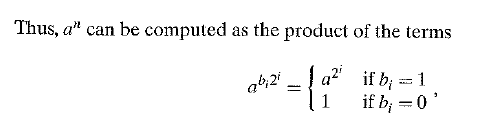 Thus, aⁿ can be computed as the product of the terms
a^{b_i 2^i} = { a^{2^i} if b_i = 1
1 if b_i = 0 ,